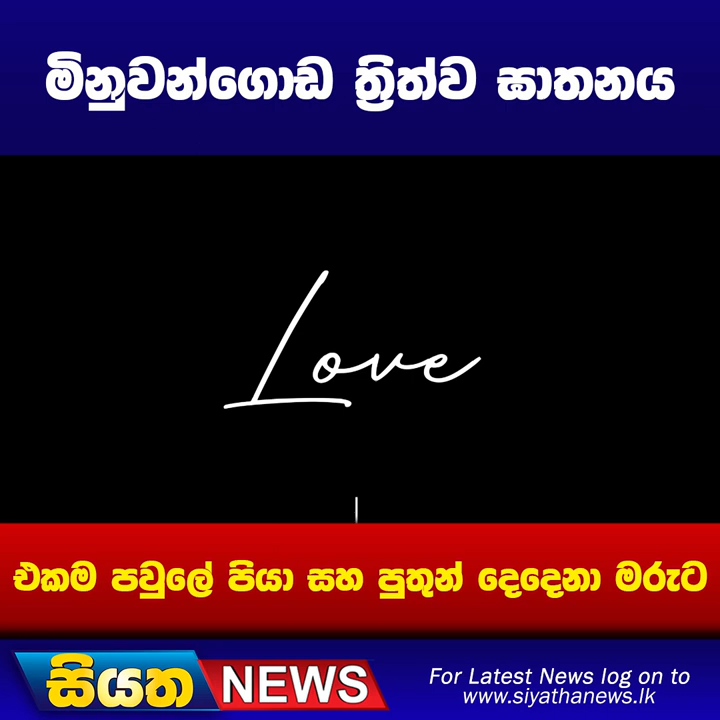 මිනුවන්ගොඩ ත්‍රිත්ව ඝාතනය
Love
එකම පවුලේ පියා සහ පුතුන් දෙදෙනා මරුට
සියත NEWS
For Latest News log on to
www.siyathanews.lk